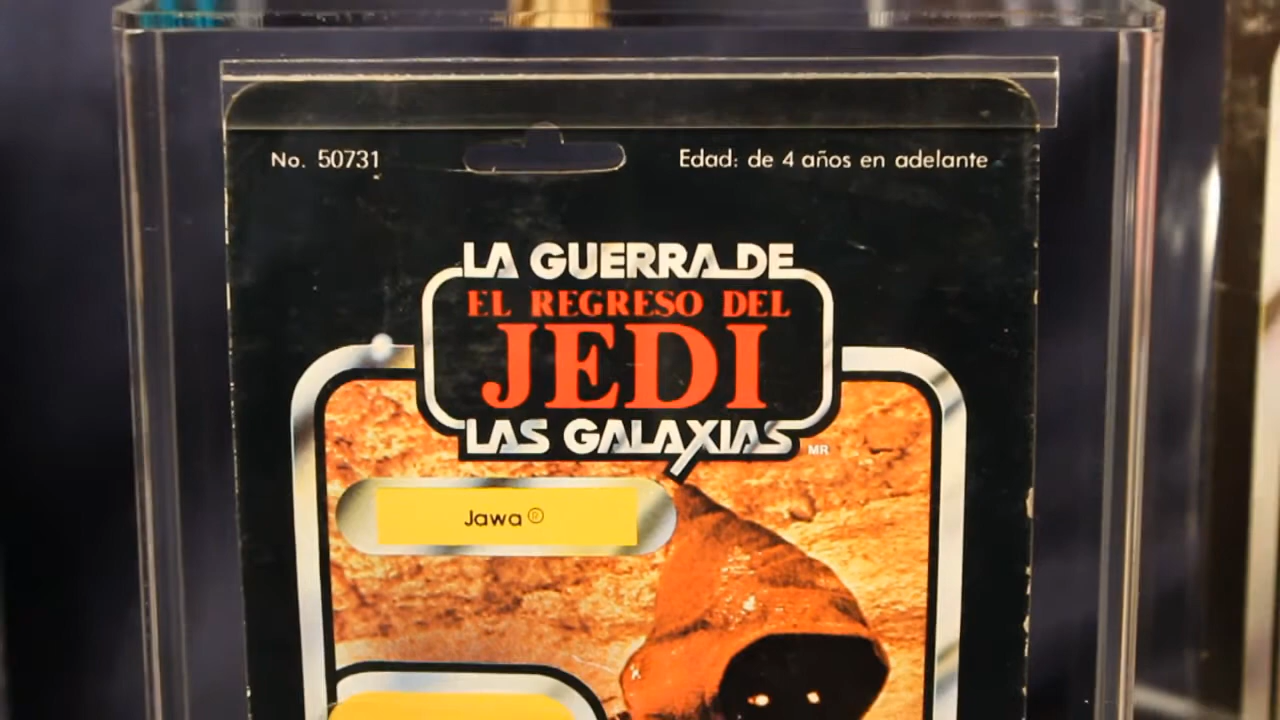 No. 50731
Edad: de 4 años en adelante
LA GUERRA DE
EL REGRESO DEL
JEDI
LAS GALAXIAS
MR
Jawa ®